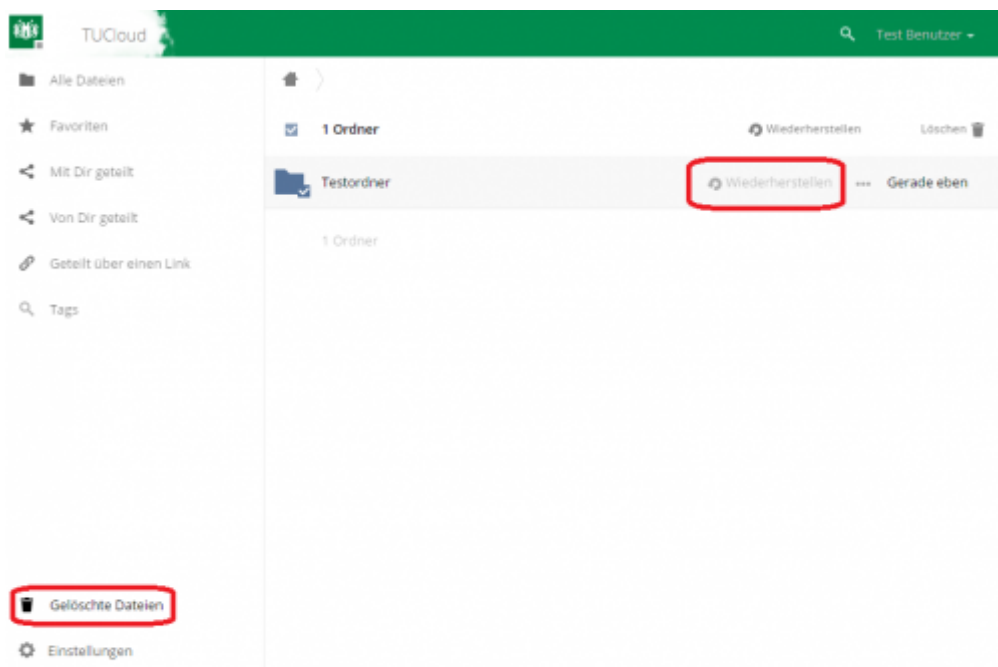 TUCloud
Test Benutzer
Alle Dateien
Favoriten
Mit Dir geteilt
Von Dir geteilt
Geteilt über einen Link
Tags
Gelöschte Dateien
Einstellungen
1 Ordner Wiederherstellen Löschen
Testordner Wiederherstellen ... Gerade eben
1 Ordner